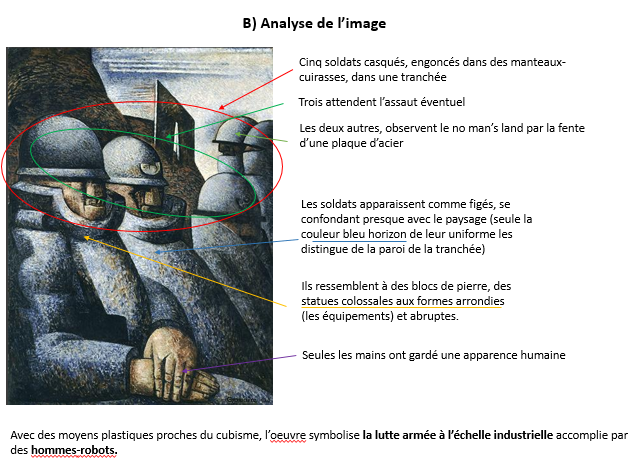 B) Analyse de l’image
Cinq soldats casqués, engoncés dans des manteaux-
cuirasses, dans une tranchée
Trois attendent l’assaut éventuel
Les deux autres, observent le no man’s land par la fente
d’une plaque d’acier
Les soldats apparaissent comme figés, se
confondant presque avec le paysage (seule la
couleur bleu horizon de leur uniforme les
distingue de la paroi de la tranchée)
Ils ressemblent à des blocs de pierre, des
statues colossales aux formes arrondies
(les équipements) et abruptes.
Seules les mains ont gardé une apparence humaine
Avec des moyens plastiques proches du cubisme, l’oeuvre symbolise la lutte armée à l’échelle industrielle accomplie par
des hommes-robots.